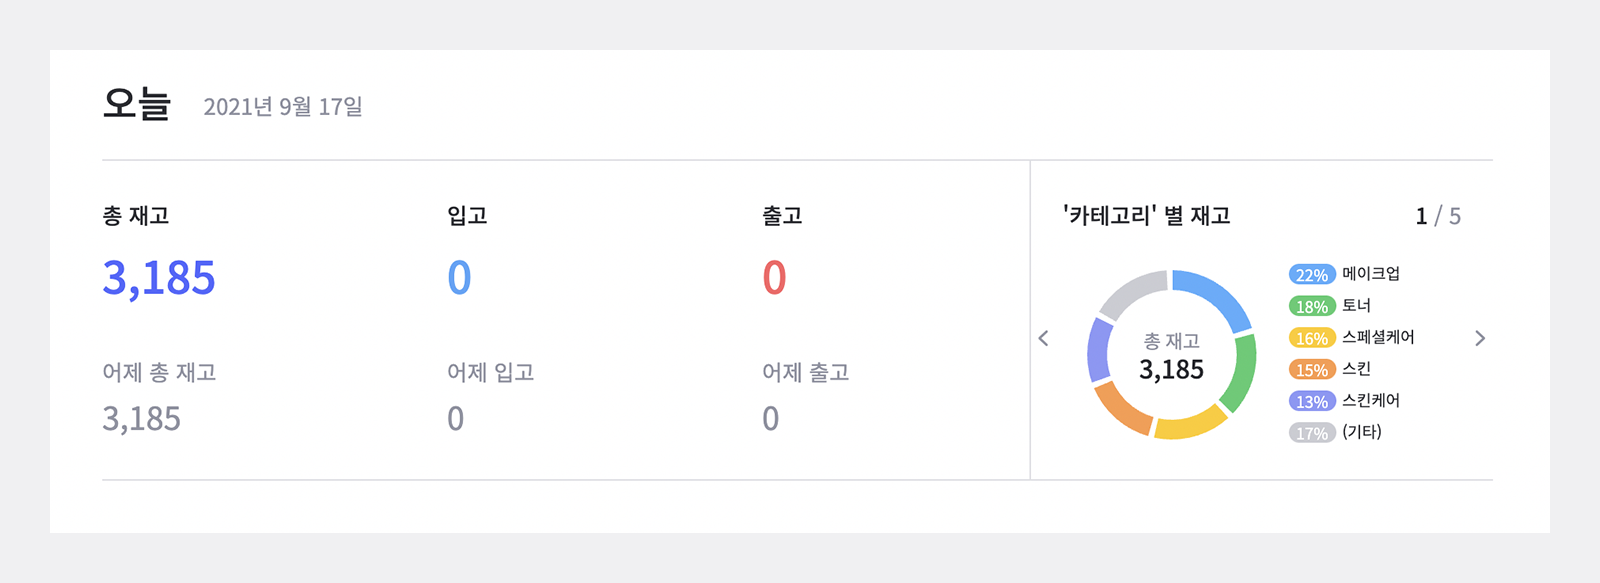 오늘 2021년 9월 17일
총 재고 입고 출고
3,185 0 0
어제 총 재고 어제 입고 어제 출고
3,185 0 0
'카테고리' 별 재고 1 / 5
총 재고
3,185
22% 메이크업
18% 토너
16% 스페셜케어
15% 스킨
13% 스킨케어
17% (기타)